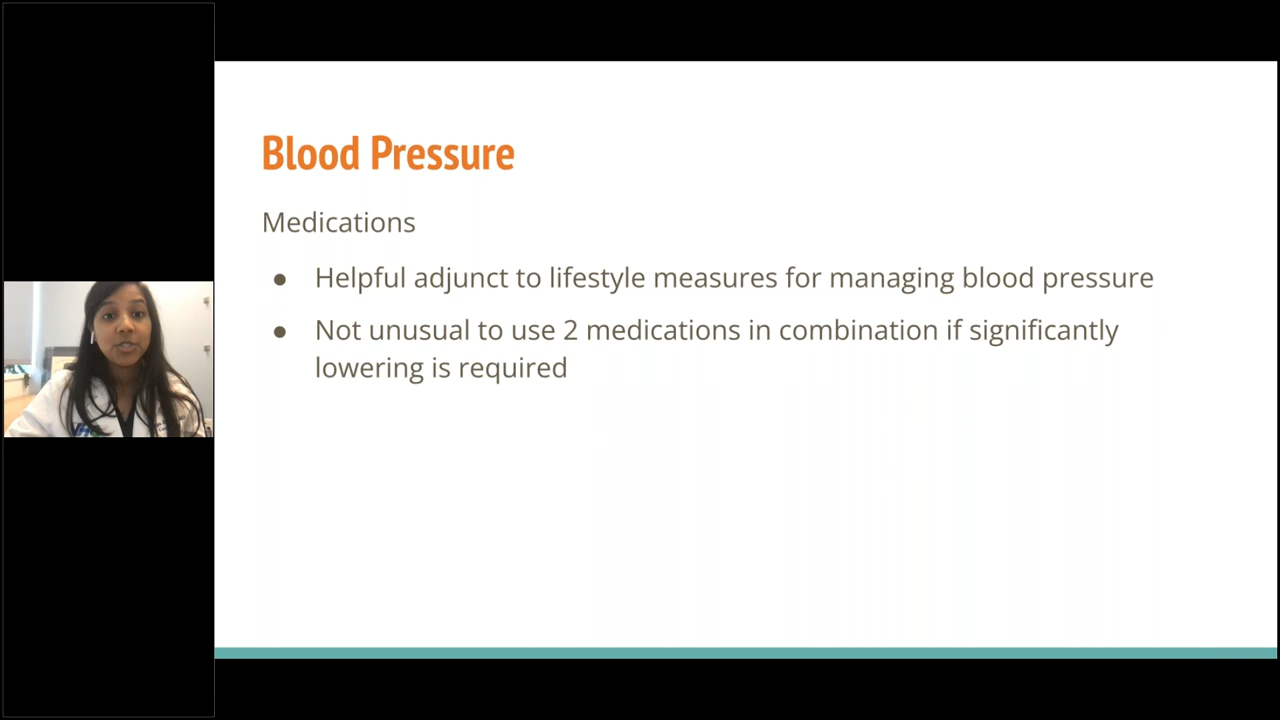 Blood Pressure
Medications
● Helpful adjunct to lifestyle measures for managing blood pressure
● Not unusual to use 2 medications in combination if significantly
lowering is required